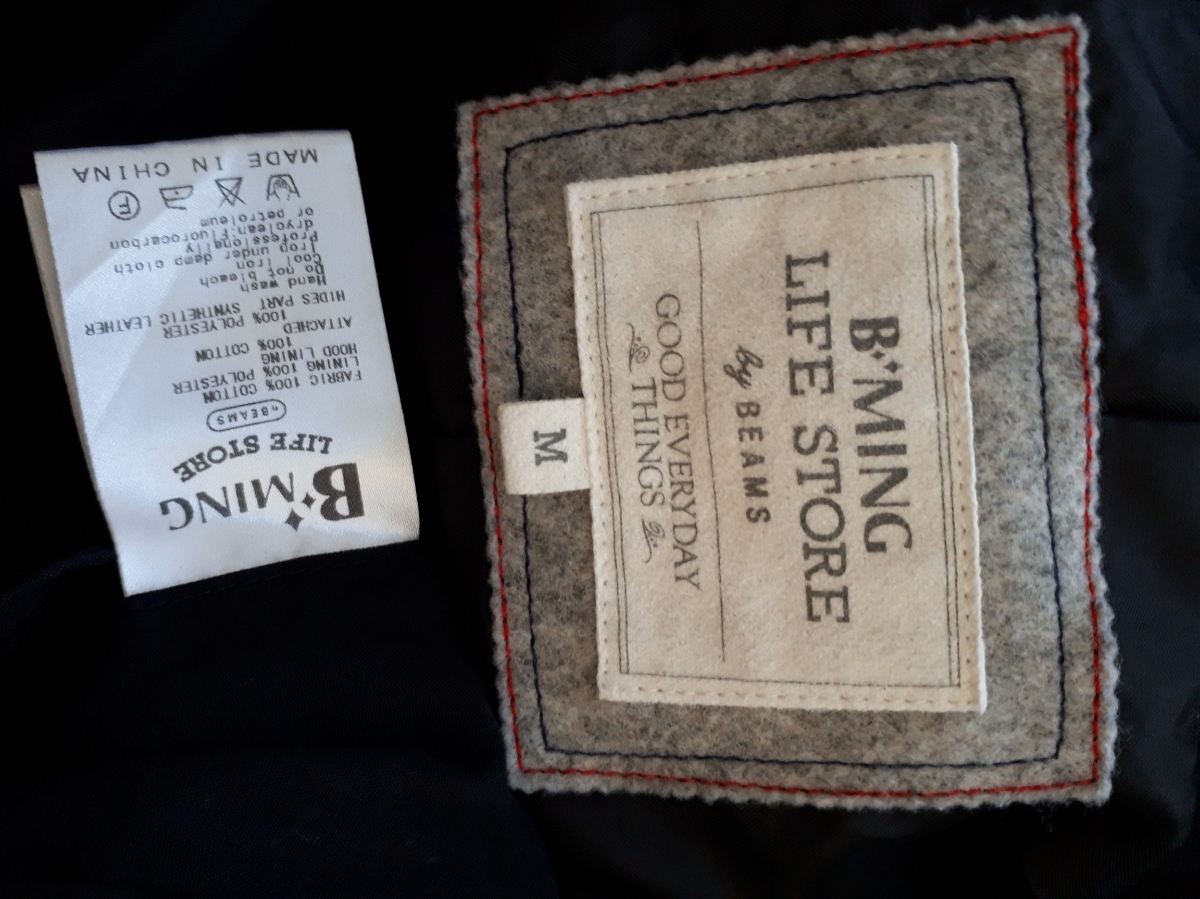 B✦MING
LIFE STORE
by BEAMS
GOOD EVERYDAY
THINGS
M
B✦MING
LIFE STORE
by BEAMS
FABRIC 100% COTTON
LINING 100% POLYESTER
HOOD LINING
100% COTTON
ATTACHED
100% POLYESTER
HIDES PART SYNTHETIC LEATHER
Hand wash
Do not bleach
Cool iron
Iron under damp cloth
Professionally
dryclean:Fluorocarbon
or petroleum
F
MADE IN CHINA